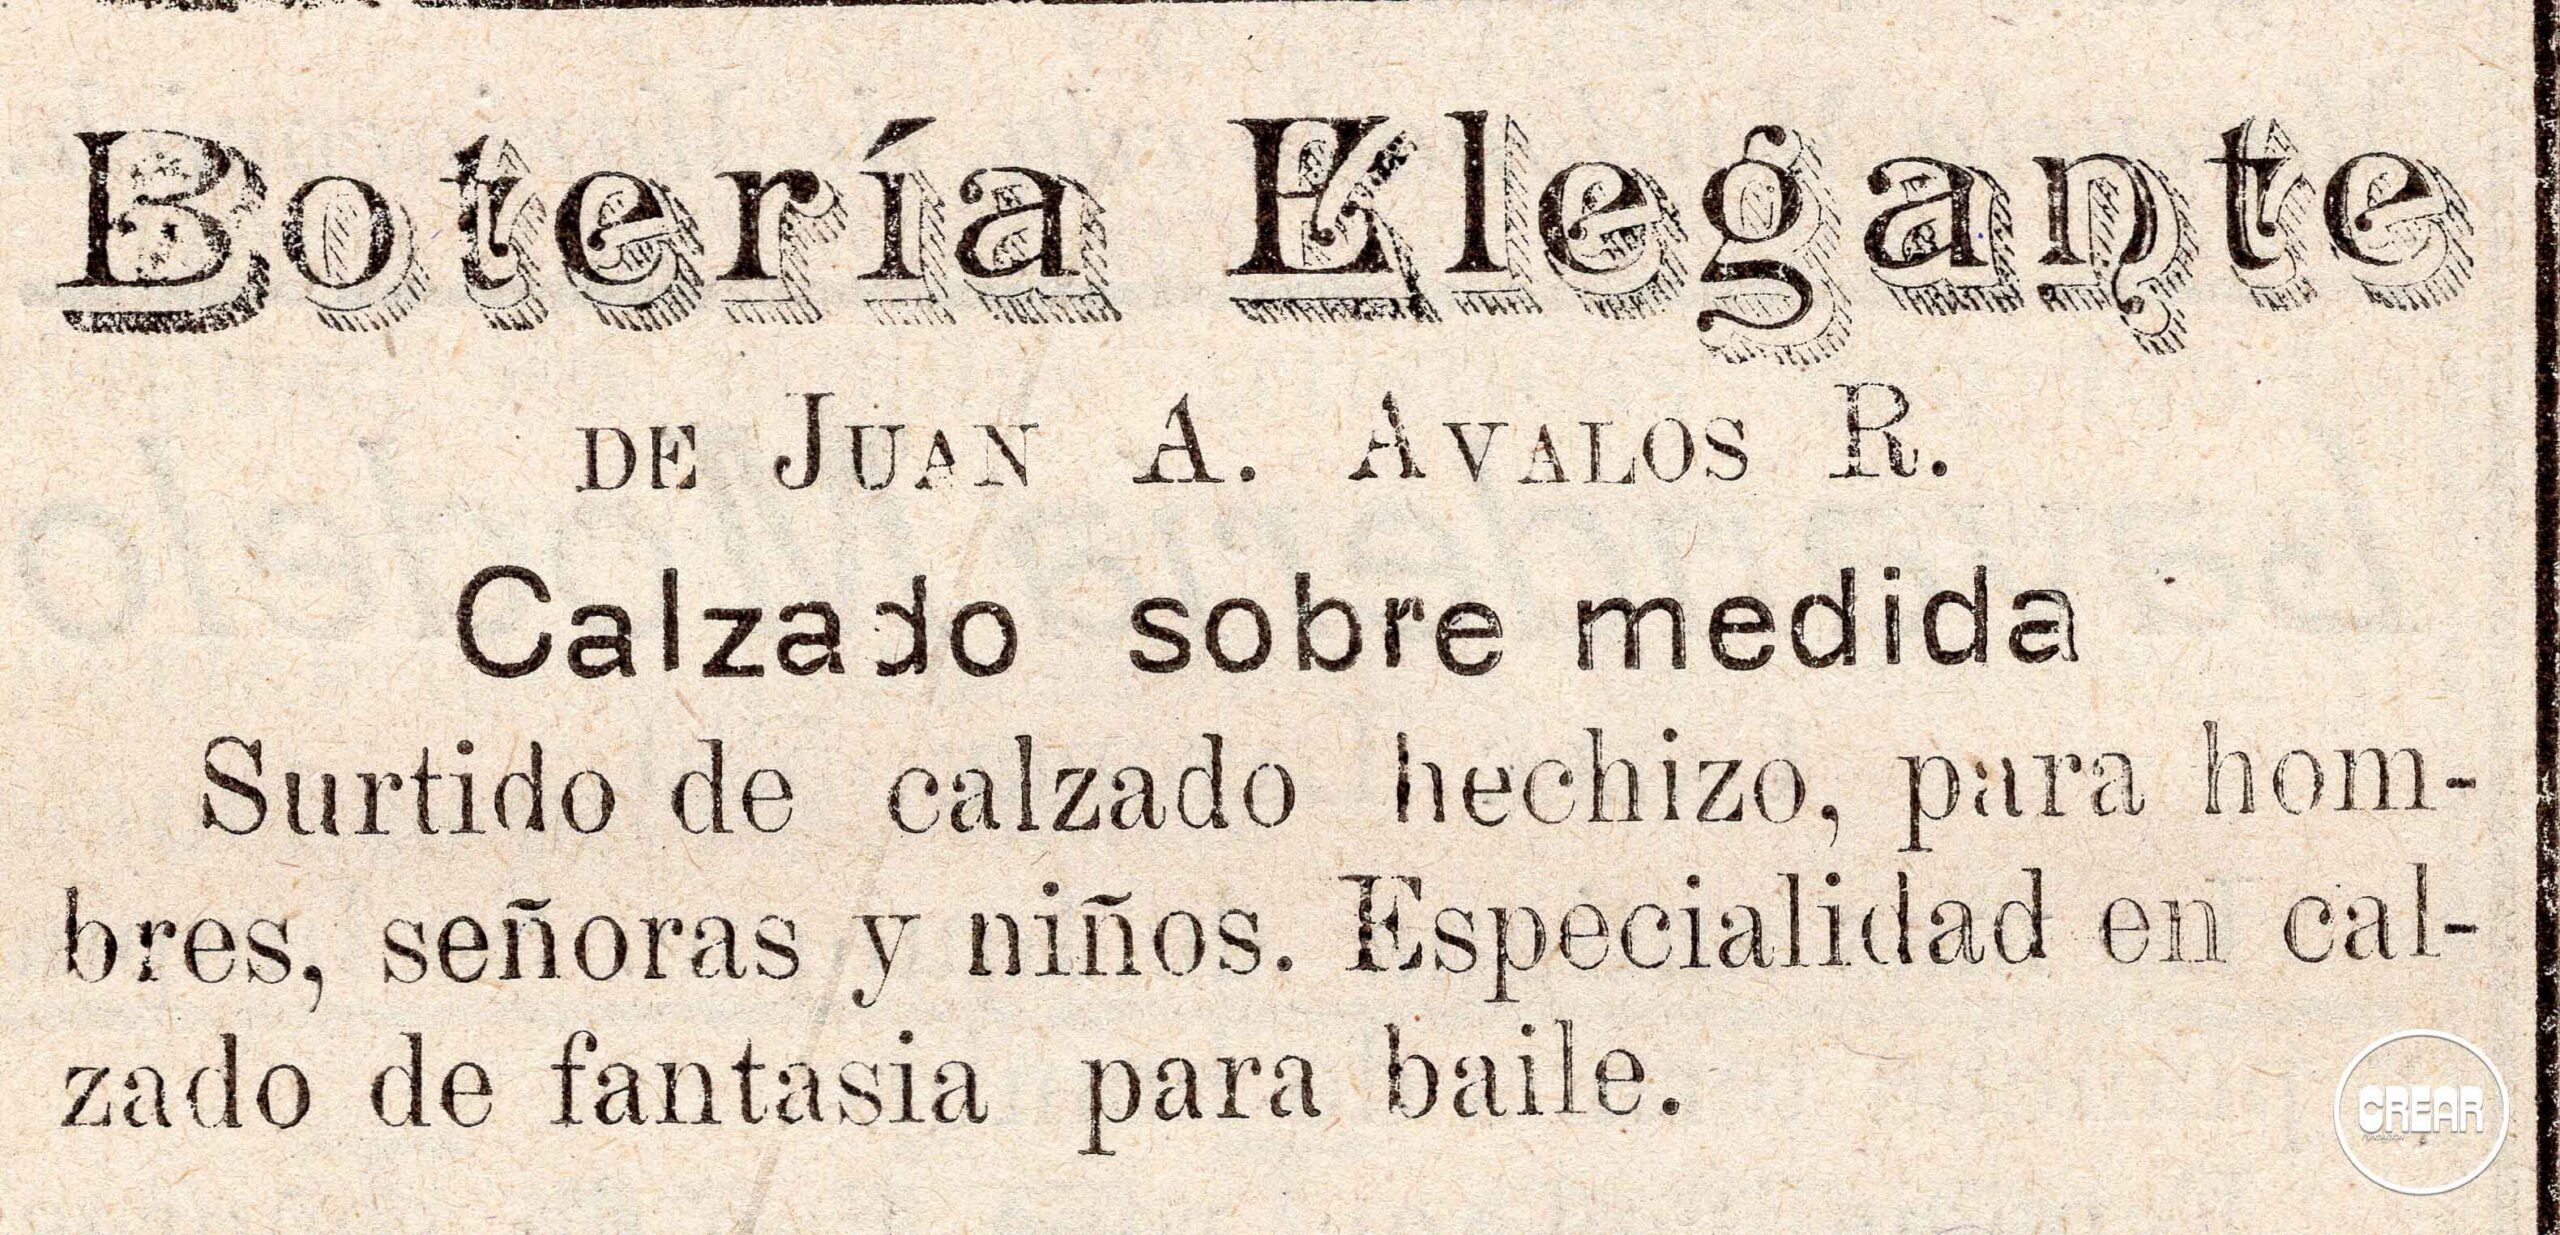 Botería Elegante
DE JUAN A. AVALOS R.
Calzado sobre medida
Surtido de calzado hechizo, para hom-
bres, señoras y niños. Especialidad en cal-
zado de fantasia para baile.
CREAR
FUNDACIÓN